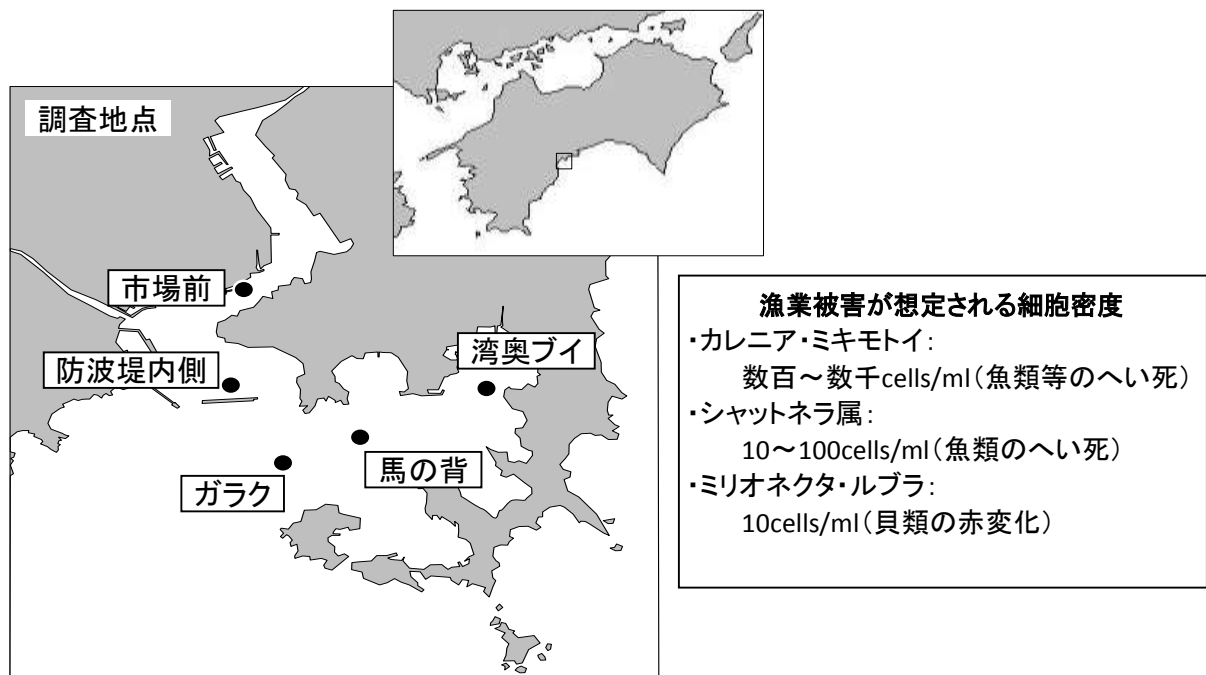 調査地点
市場前
防波堤内側
湾奥ブイ
馬の背
ガラク
漁業被害が想定される細胞密度
・カレニア・ミキモトイ:
数百～数千cells/ml(魚類等のへい死)
・シャットネラ属:
10～100cells/ml(魚類のへい死)
・ミリオネクタ・ルブラ:
10cells/ml(貝類の赤変化)